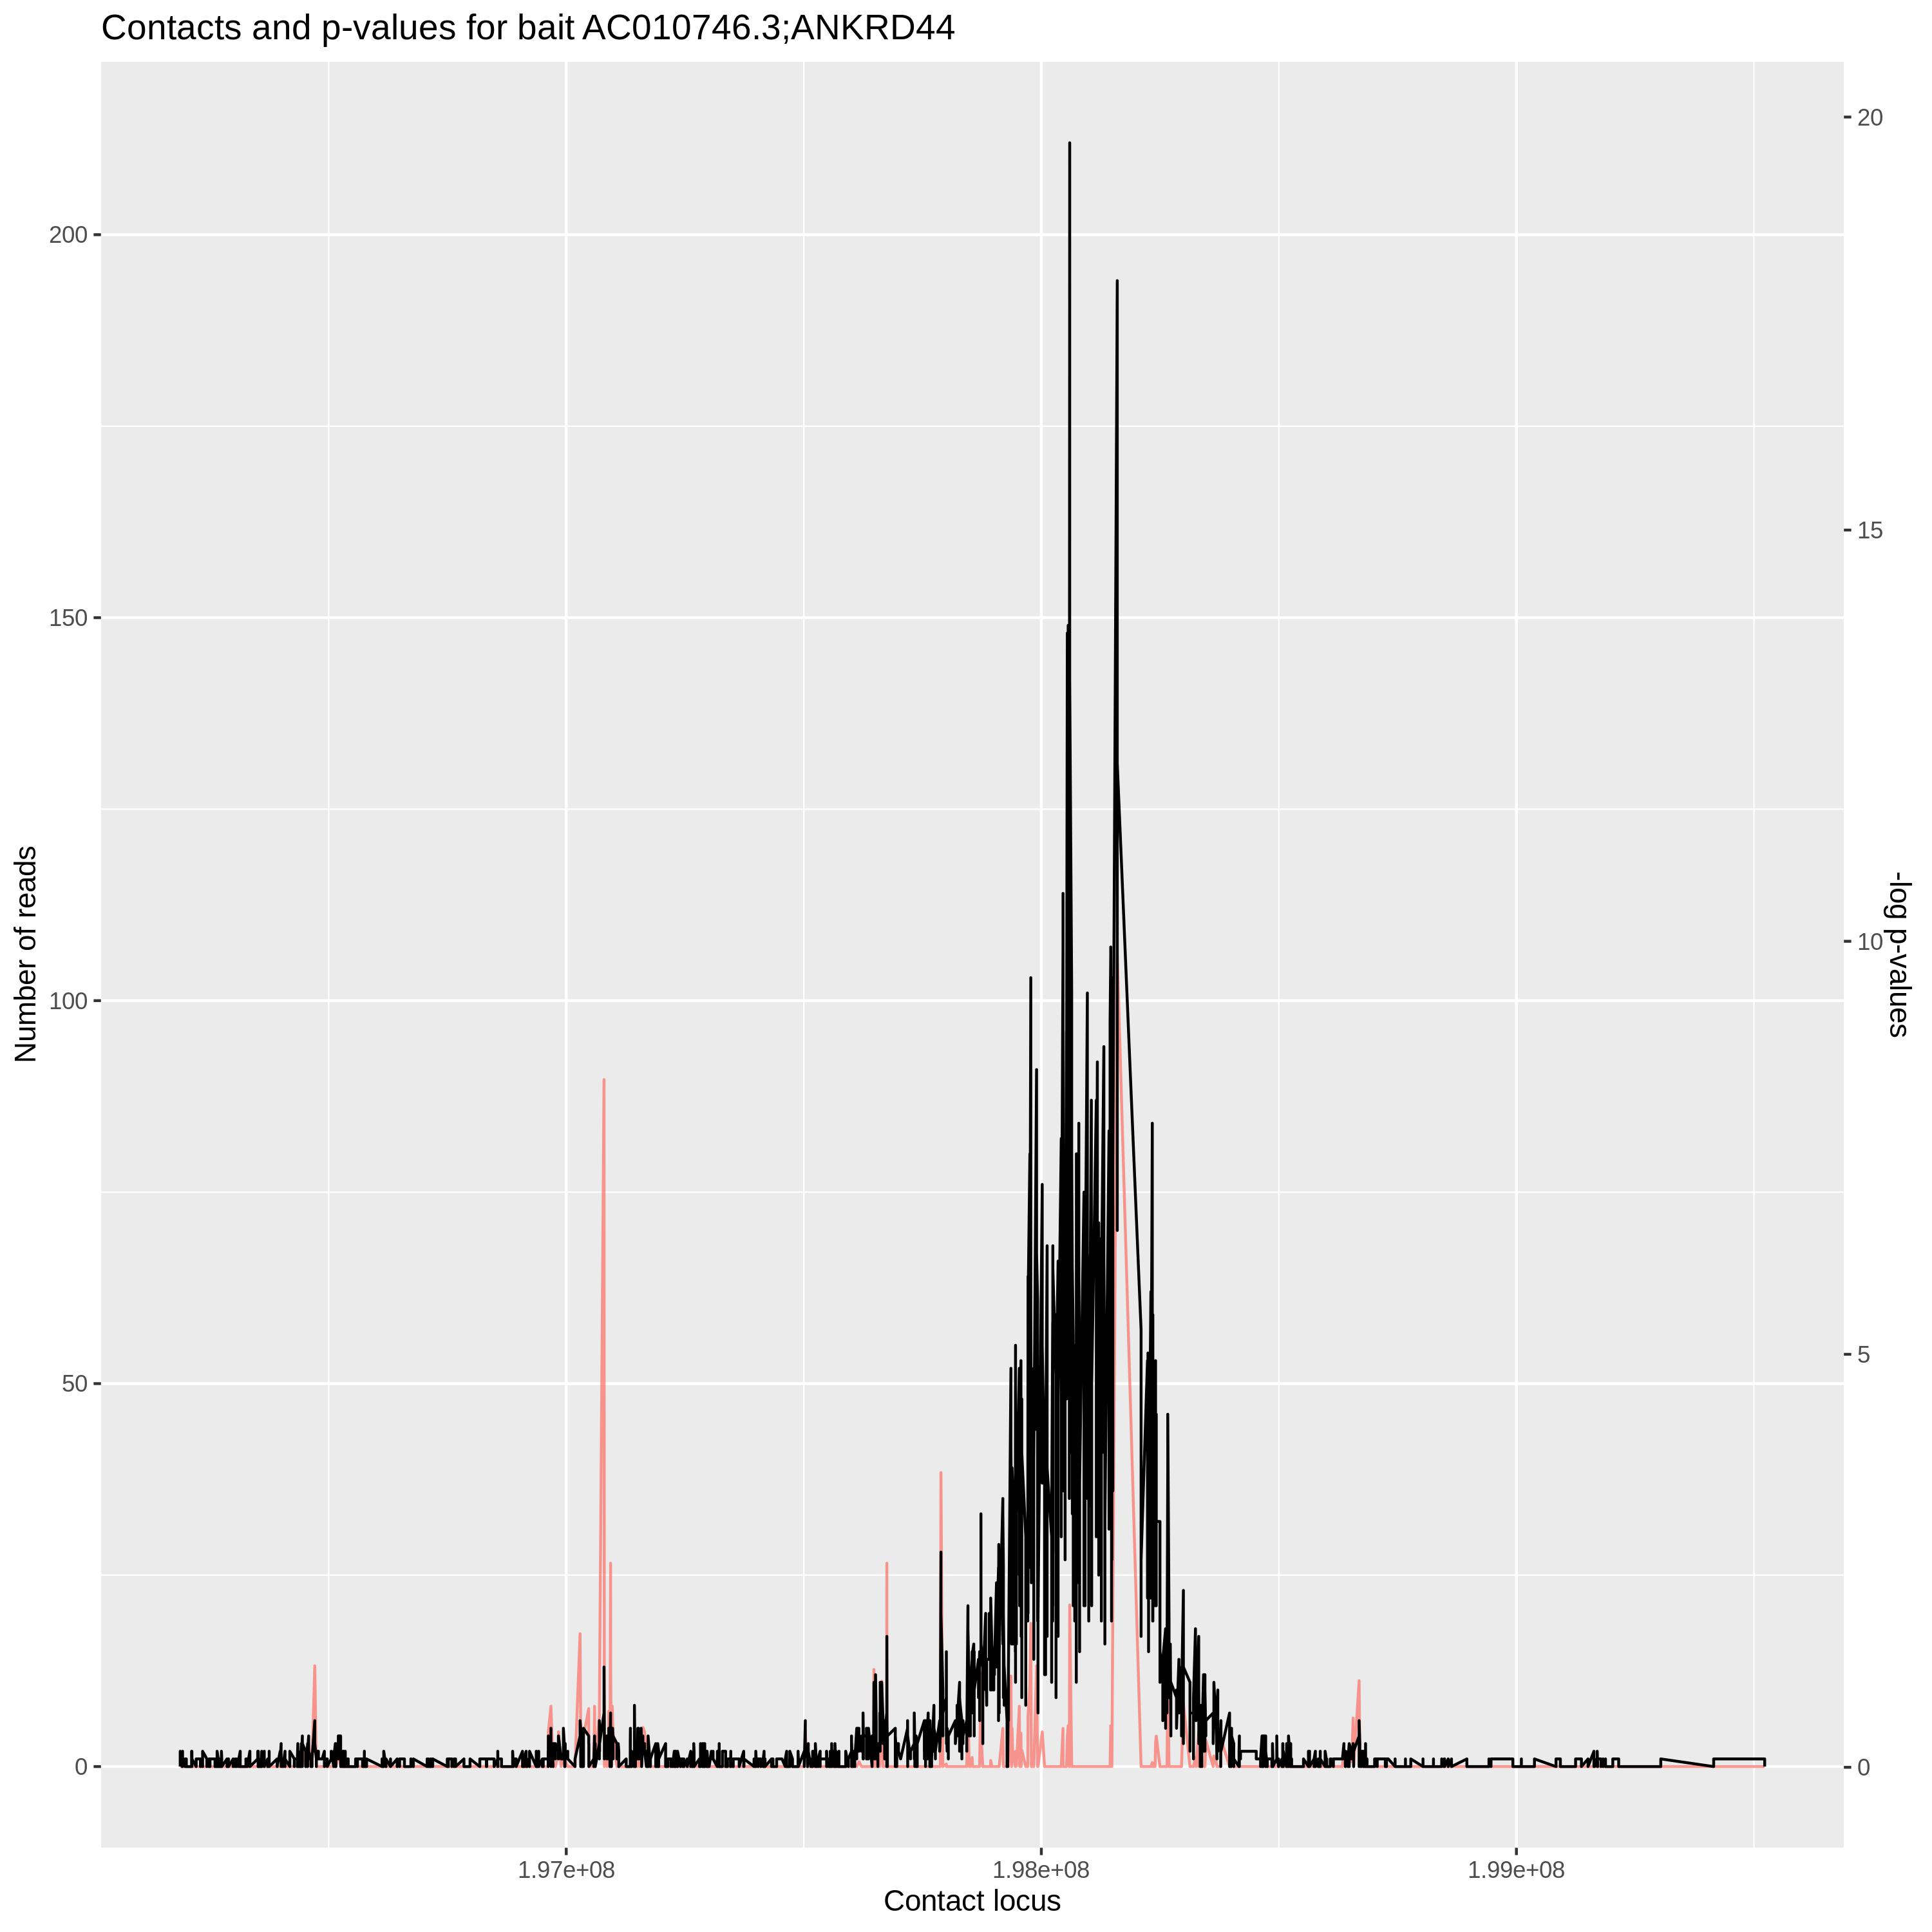 Contacts and p-values for bait AC010746.3;ANKRD44
Number of reads
200
150
100
50
0
20
15
10
5
0
-log p-values
1.97e+08 1.98e+08 1.99e+08
Contact locus